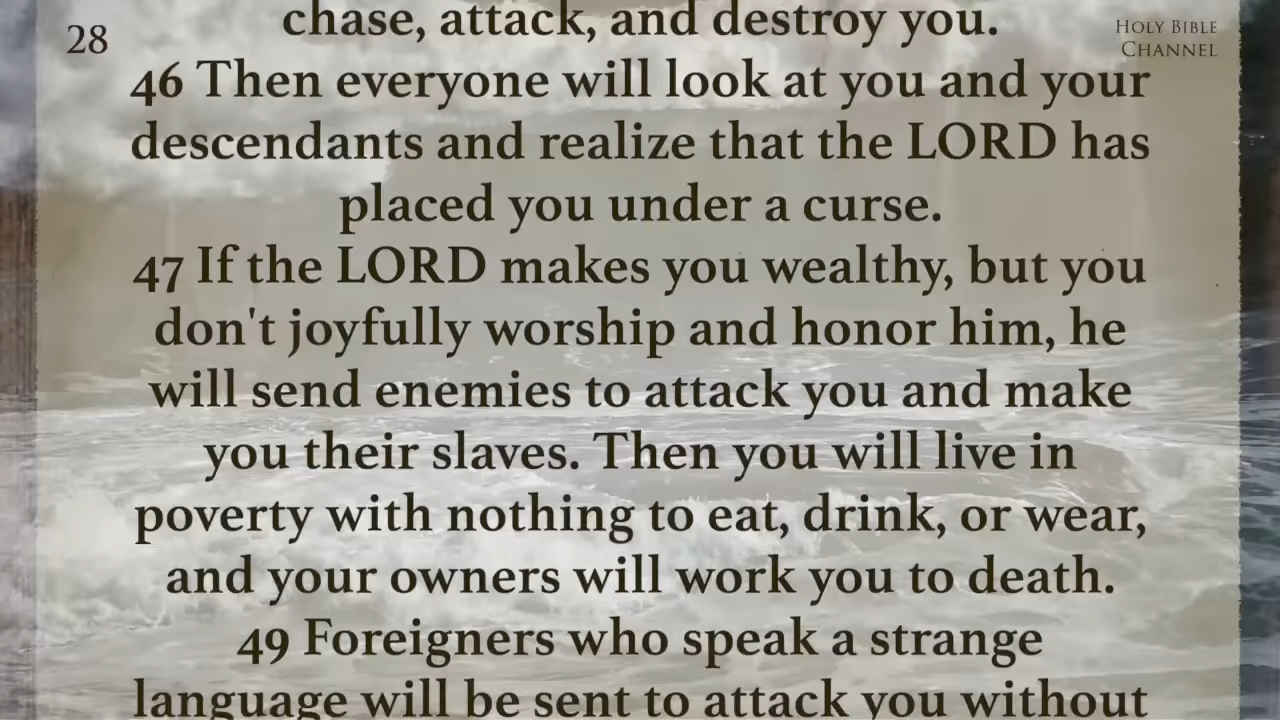 28
HOLY BIBLE
CHANNEL
chase, attack, and destroy you.
46 Then everyone will look at you and your
descendants and realize that the LORD has
placed you under a curse.
47 If the LORD makes you wealthy, but you
don't joyfully worship and honor him, he
will send enemies to attack you and make
you their slaves. Then you will live in
poverty with nothing to eat, drink, or wear,
and your owners will work you to death.
49 Foreigners who speak a strange
language will be sent to attack you without